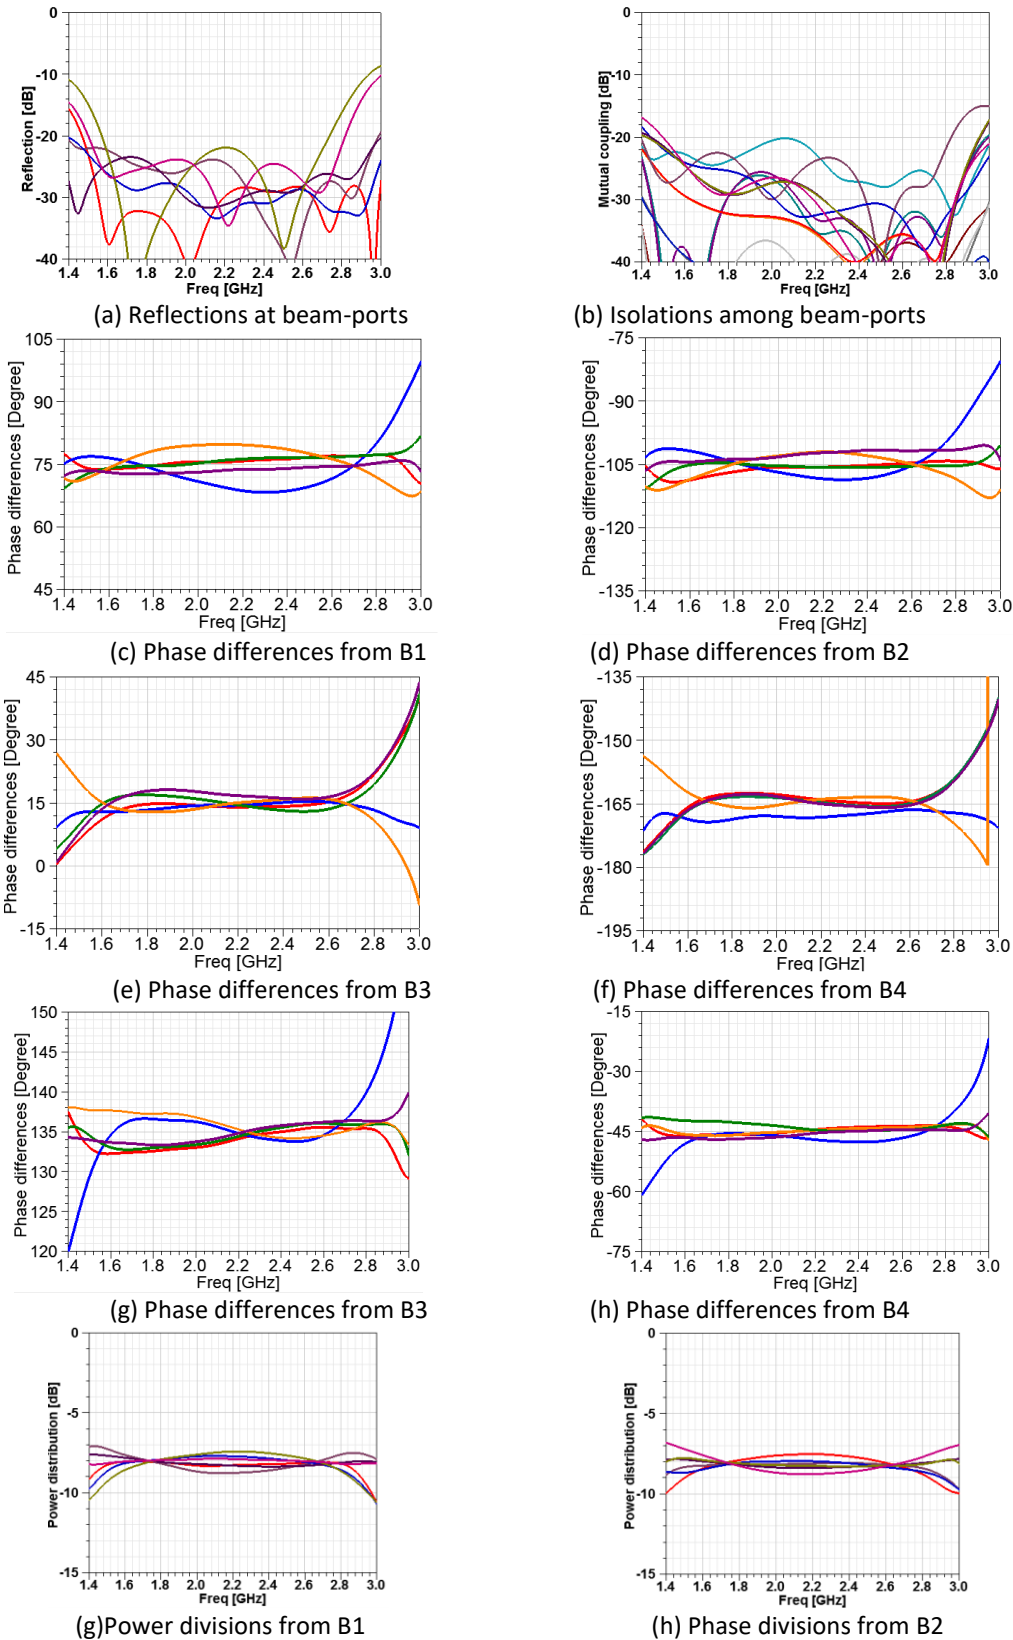 0
-10
-20
-30
-40
Reflection [dB]
1.4 1.6 1.8 2.0 2.2 2.4 2.6 2.8 3.0
Freq [GHz]
(a) Reflections at beam-ports
0
-10
-20
-30
-40
Mutual coupling [dB]
1.4 1.6 1.8 2.0 2.2 2.4 2.6 2.8 3.0
Freq [GHz]
(b) Isolations among beam-ports
105
90
75
60
45
Phase differences [Degree]
1.4 1.6 1.8 2.0 2.2 2.4 2.6 2.8 3.0
Freq [GHz]
(c) Phase differences from B1
-75
-90
-105
-120
-135
Phase differences [Degree]
1.4 1.6 1.8 2.0 2.2 2.4 2.6 2.8 3.0
Freq [GHz]
(d) Phase differences from B2
45
30
15
0
-15
Phase differences [Degree]
1.4 1.6 1.8 2.0 2.2 2.4 2.6 2.8 3.0
Freq [GHz]
(e) Phase differences from B3
-135
-150
-165
-180
-195
Phase differences [Degree]
1.4 1.6 1.8 2.0 2.2 2.4 2.6 2.8 3.0
Freq [GHz]
(f) Phase differences from B4
150
145
140
135
130
125
120
Phase differences [Degree]
1.4 1.6 1.8 2.0 2.2 2.4 2.6 2.8 3.0
Freq [GHz]
(g) Phase differences from B3
-15
-30
-45
-60
-75
Phase differences [Degree]
1.4 1.6 1.8 2.0 2.2 2.4 2.6 2.8 3.0
Freq [GHz]
(h) Phase differences from B4
0
-5
-10
-15
Power distribution [dB]
1.4 1.6 1.8 2.0 2.2 2.4 2.6 2.8 3.0
Freq [GHz]
(g)Power divisions from B1
0
-5
-10
-15
Power distribution [dB]
1.4 1.6 1.8 2.0 2.2 2.4 2.6 2.8 3.0
Freq [GHz]
(h) Phase divisions from B2